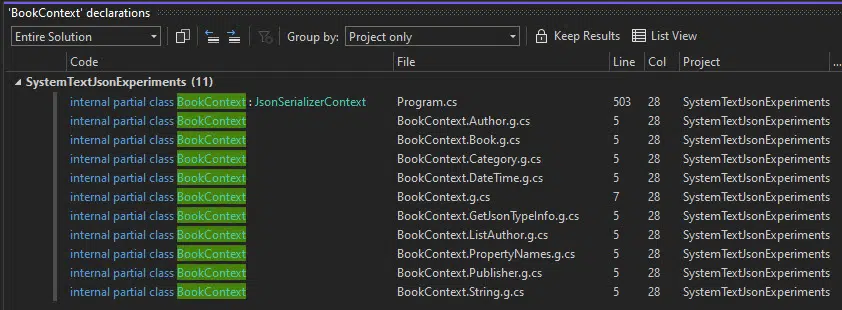 'BookContext' declarations
Entire Solution Group by: Project only Keep Results List View
Code File Line Col Project ...
SystemTextJsonExperiments (11)
internal partial class BookContext : JsonSerializerContext Program.cs 503 28 SystemTextJsonExperiments
internal partial class BookContext BookContext.Author.g.cs 5 28 SystemTextJsonExperiments
internal partial class BookContext BookContext.Book.g.cs 5 28 SystemTextJsonExperiments
internal partial class BookContext BookContext.Category.g.cs 5 28 SystemTextJsonExperiments
internal partial class BookContext BookContext.DateTime.g.cs 5 28 SystemTextJsonExperiments
internal partial class BookContext BookContext.g.cs 7 28 SystemTextJsonExperiments
internal partial class BookContext BookContext.GetJsonTypeInfo.g.cs 5 28 SystemTextJsonExperiments
internal partial class BookContext BookContext.ListAuthor.g.cs 5 28 SystemTextJsonExperiments
internal partial class BookContext BookContext.PropertyNames.g.cs 5 28 SystemTextJsonExperiments
internal partial class BookContext BookContext.Publisher.g.cs 5 28 SystemTextJsonExperiments
internal partial class BookContext BookContext.String.g.cs 5 28 SystemTextJsonExperiments